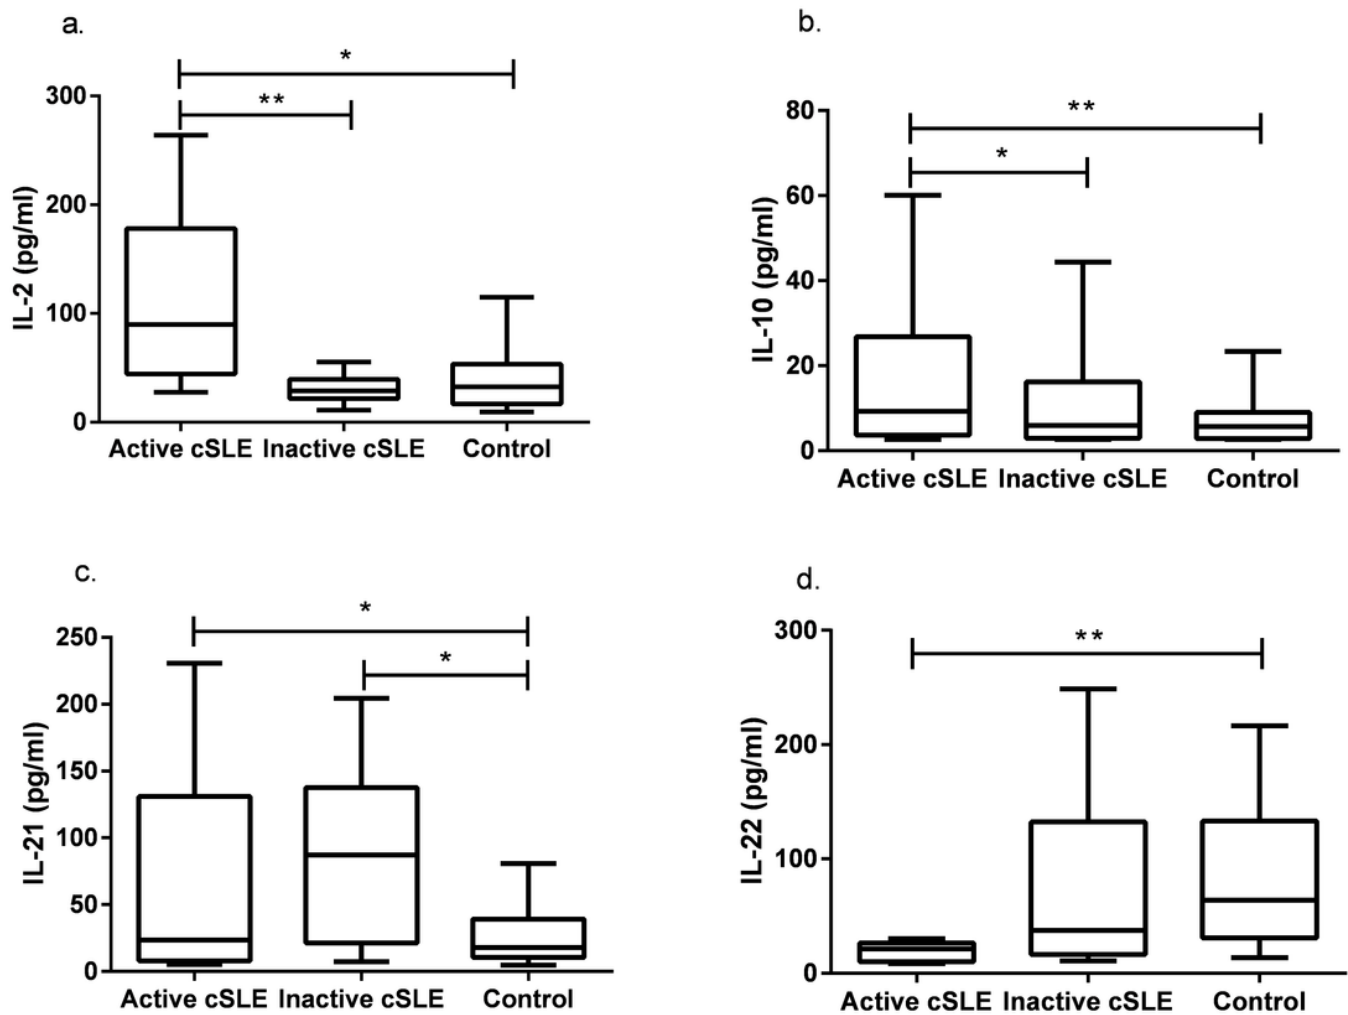 a.
*
**
300
200
100
0
IL-2 (pg/ml)
Active cSLE Inactive cSLE Control
b.
**
*
80
60
40
20
0
IL-10 (pg/ml)
Active cSLE Inactive cSLE Control
c.
*
*
250
200
150
100
50
0
IL-21 (pg/ml)
Active cSLE Inactive cSLE Control
d.
**
300
200
100
0
IL-22 (pg/ml)
Active cSLE Inactive cSLE Control